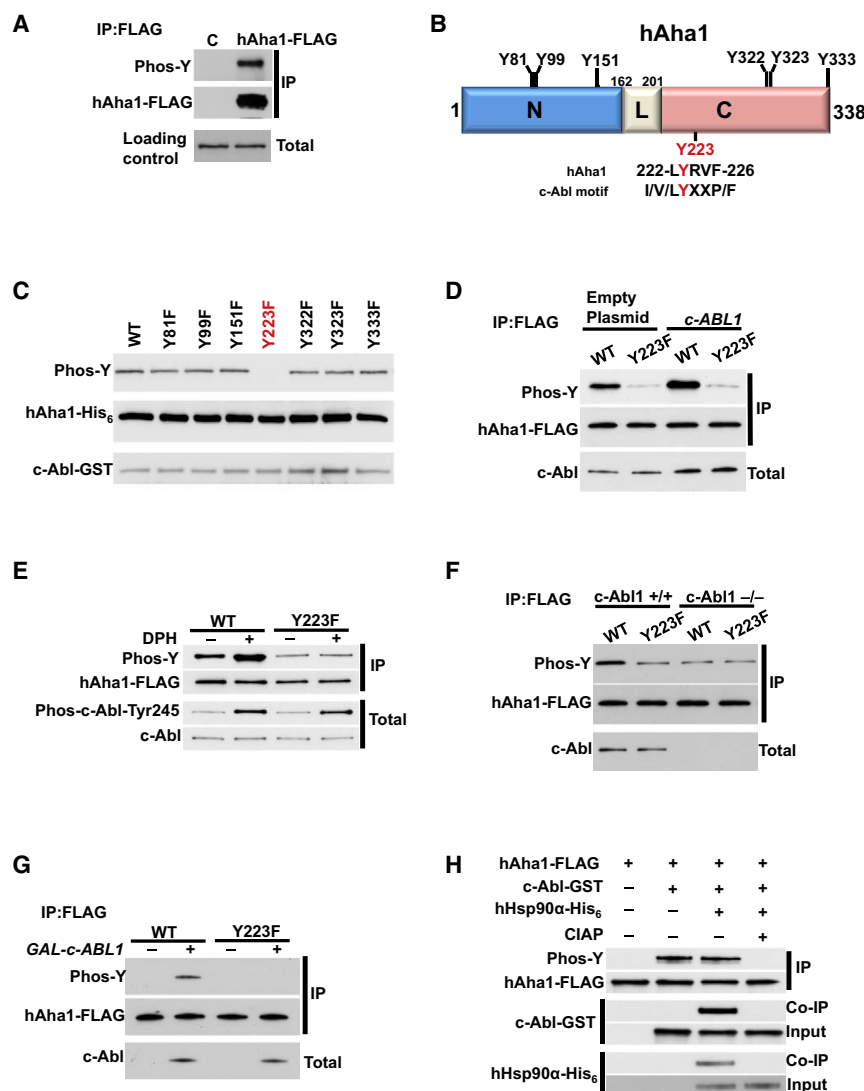 A
IP:FLAG
C hAha1-FLAG
Phos-Y
hAha1-FLAG
IP
Loading control
Total
B
hAha1
Y81 Y99 Y151 Y322 Y323 Y333
162 201
1 N L C 338
Y223
hAha1 222-LYRVF-226
c-Abl motif I/V/LYXXP/F
C
WT Y81F Y99F Y151F Y223F Y322F Y323F Y333F
Phos-Y
hAha1-His6
c-Abl-GST
D
IP:FLAG
Empty Plasmid
c-ABL1
WT Y223F WT Y223F
Phos-Y
hAha1-FLAG
IP
c-Abl
Total
E
WT Y223F
DPH – + – +
Phos-Y
hAha1-FLAG
IP
Phos-c-Abl-Tyr245
c-Abl
Total
F
IP:FLAG
c-Abl1 +/+ c-Abl1 –/–
WT Y223F WT Y223F
Phos-Y
hAha1-FLAG
IP
c-Abl
Total
G
IP:FLAG
WT Y223F
GAL-c-ABL1 – + – +
Phos-Y
hAha1-FLAG
IP
c-Abl
Total
H
hAha1-FLAG + + + +
c-Abl-GST – + + +
hHsp90α-His6 – – + +
CIAP – – – +
Phos-Y
hAha1-FLAG
IP
c-Abl-GST
Co-IP
Input
hHsp90α-His6
Co-IP
Input